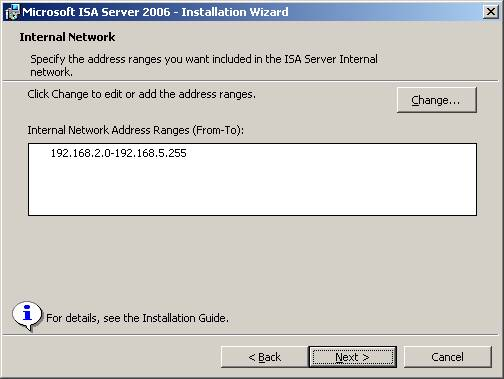 Microsoft ISA Server 2006 - Installation Wizard
Internal Network
Specify the address ranges you want included in the ISA Server Internal
network.
Click Change to edit or add the address ranges.
Change...
Internal Network Address Ranges (From-To):
192.168.2.0-192.168.5.255
For details, see the Installation Guide.
< Back
Next >
Cancel